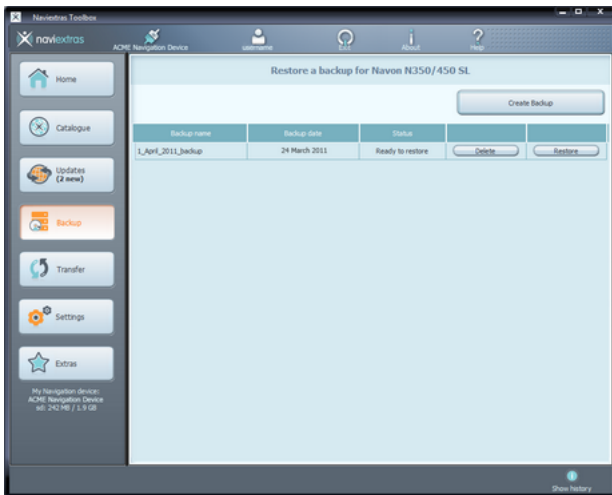 Naviextras Toolbox
naviextras
ACME Navigation Device
username
Exit
About
Help
Home
Catalogue
Updates
(2 new)
Backup
Transfer
Settings
Extras
My Navigation device:
ACME Navigation Device
sd: 242 MB / 1.9 GB
Restore a backup for Navon N350/450 SL
Create Backup
Backup name Backup date Status
1_April_2011_backup 24 March 2011 Ready to restore Delete Restore
Show history